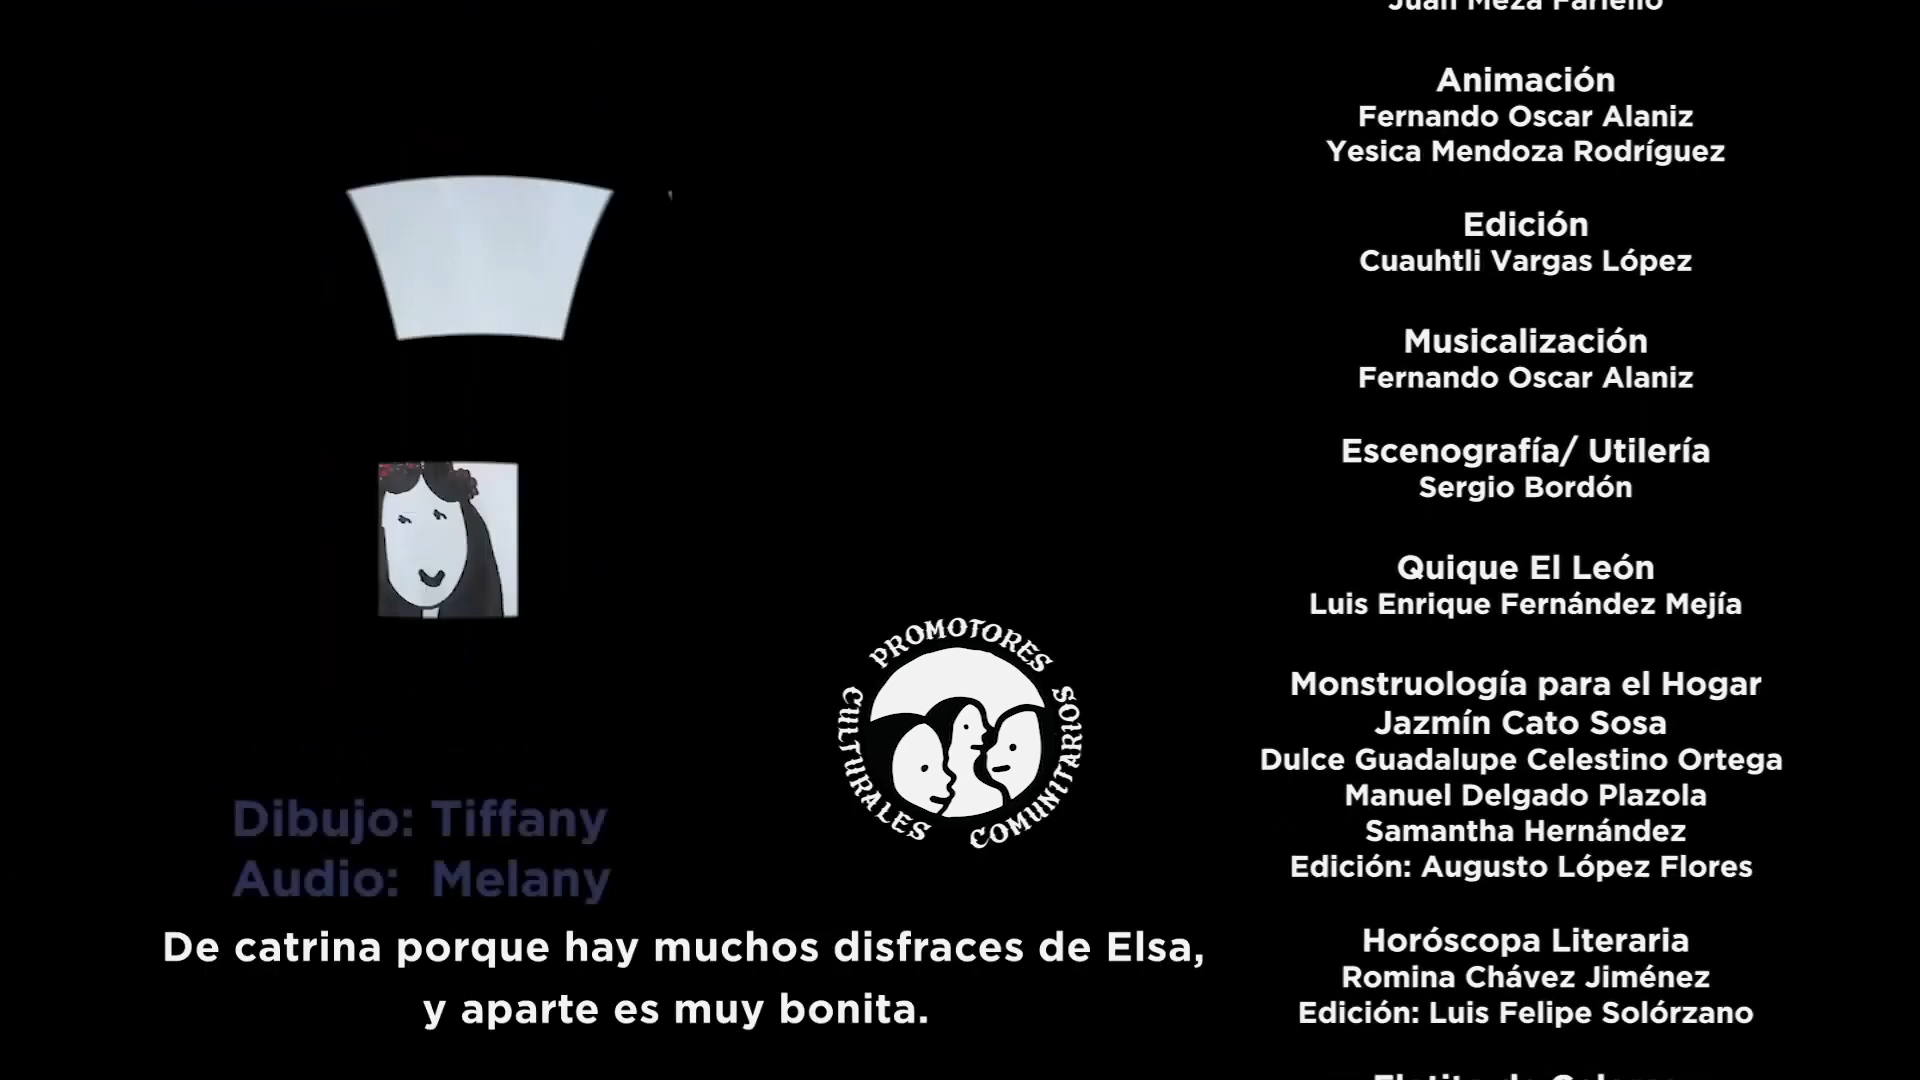 Juan Meza Fariello
Animación
Fernando Oscar Alaniz
Yesica Mendoza Rodríguez
Edición
Cuauhtli Vargas López
Musicalización
Fernando Oscar Alaniz
Escenografía/ Utilería
Sergio Bordón
Quique El León
Luis Enrique Fernández Mejía
Monstruología para el Hogar
Jazmín Cato Sosa
Dulce Guadalupe Celestino Ortega
Manuel Delgado Plazola
Samantha Hernández
Edición: Augusto López Flores
Horóscopa Literaria
Romina Chávez Jiménez
Edición: Luis Felipe Solórzano
PROMOTORES
CULTURALES
COMUNITARIOS
Dibujo: Tiffany
Audio: Melany
De catrina porque hay muchos disfraces de Elsa,
y aparte es muy bonita.